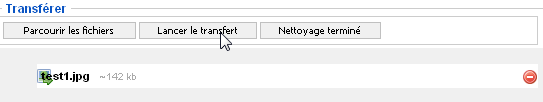 Transférer
Parcourir les fichiers Lancer le transfert Nettoyage terminé
test1.jpg ~142 kb